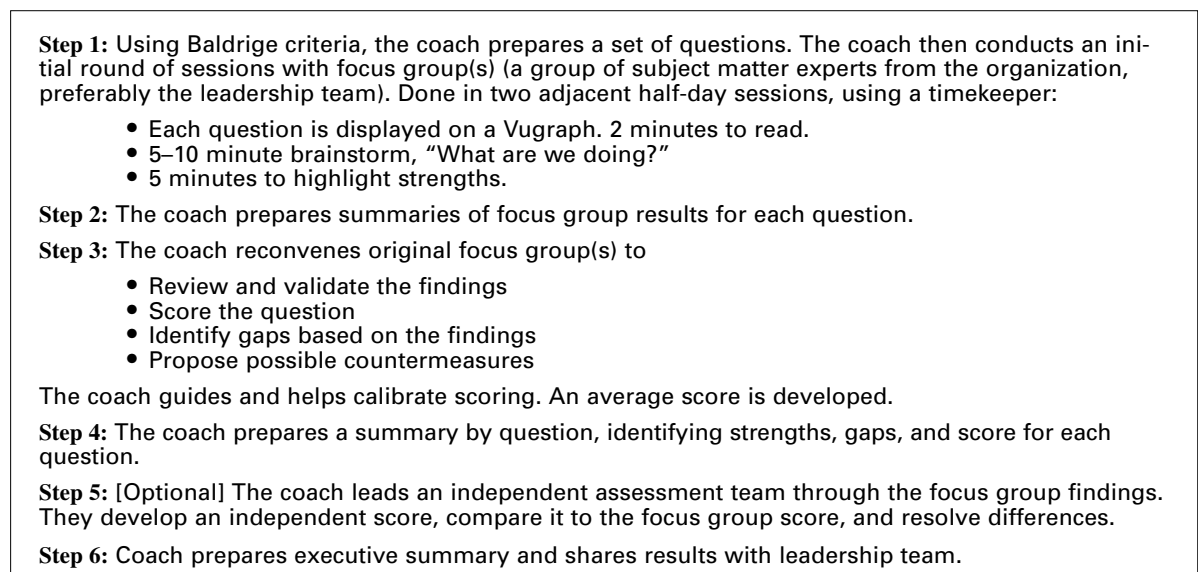 Step 1: Using Baldrige criteria, the coach prepares a set of questions. The coach then conducts an ini-
tial round of sessions with focus group(s) (a group of subject matter experts from the organization,
preferably the leadership team). Done in two adjacent half-day sessions, using a timekeeper:
• Each question is displayed on a Vugraph. 2 minutes to read.
• 5–10 minute brainstorm, “What are we doing?”
• 5 minutes to highlight strengths.
Step 2: The coach prepares summaries of focus group results for each question.
Step 3: The coach reconvenes original focus group(s) to
• Review and validate the findings
• Score the question
• Identify gaps based on the findings
• Propose possible countermeasures
The coach guides and helps calibrate scoring. An average score is developed.
Step 4: The coach prepares a summary by question, identifying strengths, gaps, and score for each
question.
Step 5: [Optional] The coach leads an independent assessment team through the focus group findings.
They develop an independent score, compare it to the focus group score, and resolve differences.
Step 6: Coach prepares executive summary and shares results with leadership team.